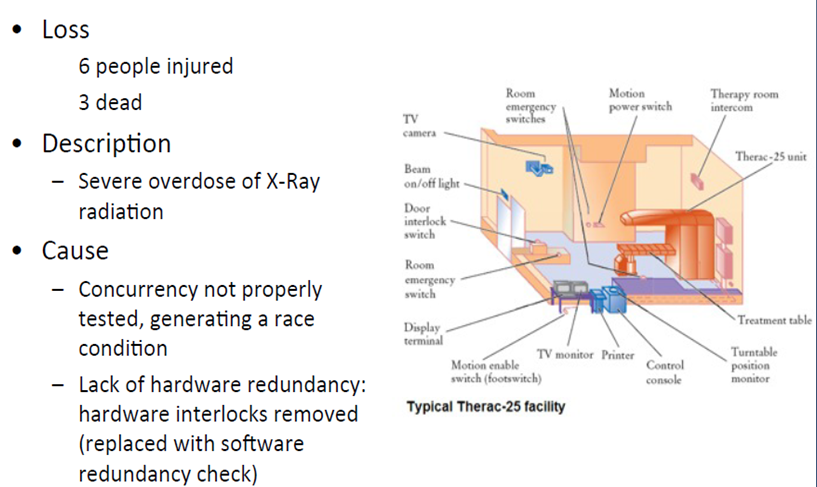 • Loss
6 people injured
3 dead
• Description
– Severe overdose of X-Ray
radiation
• Cause
– Concurrency not properly
tested, generating a race
condition
– Lack of hardware redundancy:
hardware interlocks removed
(replaced with software
redundancy check)
TV
camera
Room
emergency
switches
Motion
power switch
Therapy room
intercom
Therac-25 unit
Beam
on/off light
Door
interlock
switch
Room
emergency
switch
Display
terminal
Motion enable
switch (footswitch)
TV monitor
Printer
Control
console
Turntable
position
monitor
Treatment table
Typical Therac-25 facility